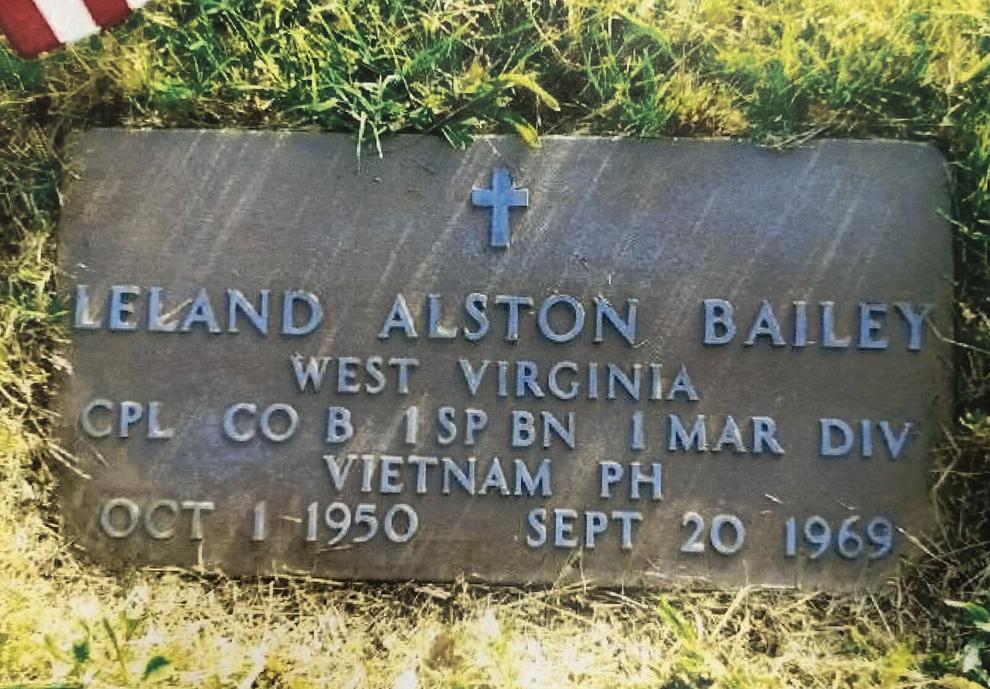 LELAND ALSTON BAILEY
WEST VIRGINIA
CPL CO B 1 SP BN 1 MAR DIV
VIETNAM PH
OCT 1 1950 SEPT 20 1969